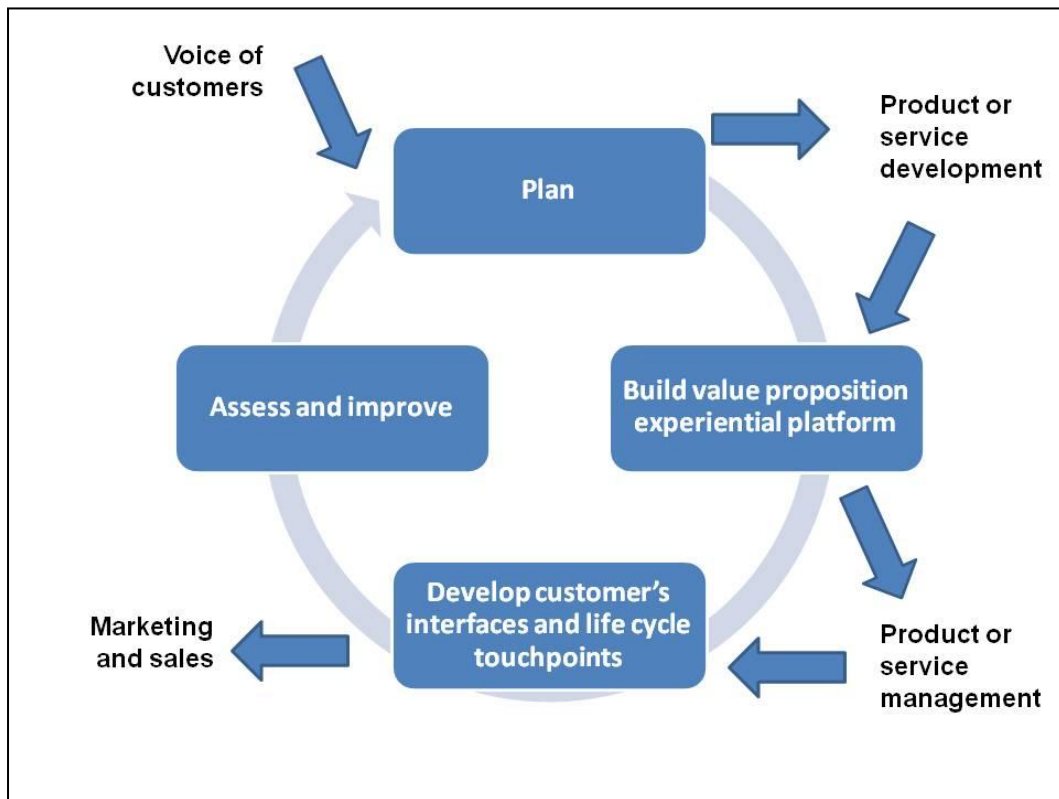 Voice of
customers
Plan
Product or
service
development
Assess and improve
Build value proposition
experiential platform
Develop customer’s
interfaces and life cycle
touchpoints
Marketing
and sales
Product or
service
management